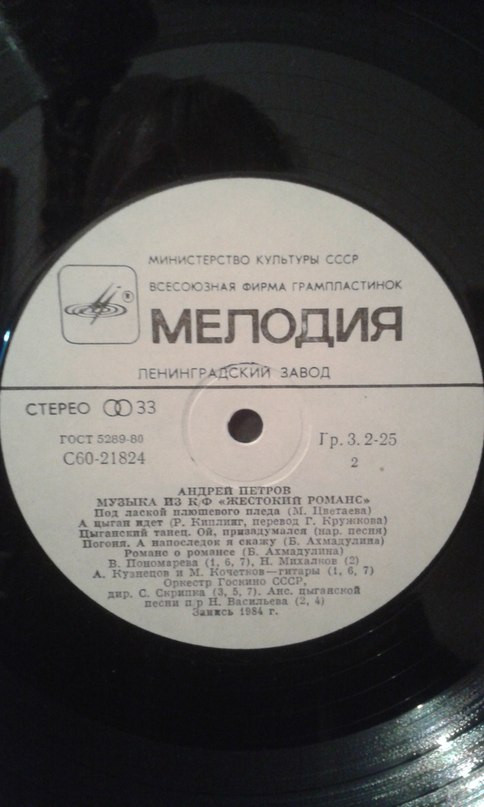 МИНИСТЕРСТВО КУЛЬТУРЫ СССР
ВСЕСОЮЗНАЯ ФИРМА ГРАМПЛАСТИНОК
®
МЕЛОДИЯ
ЛЕНИНГРАДСКИЙ ЗАВОД
СТЕРЕО 33
ГОСТ 5289-80
Гр. 3. 2-25
С60-21824
2
АНДРЕЙ ПЕТРОВ
МУЗЫКА ИЗ К/Ф «ЖЕСТОКИЙ РОМАНС»
Под лаской плюшевого пледа (М. Цветаева)
А цыган идет (Р. Киплинг, перевод Г. Кружкова)
Цыганский танец. Ой, призадумался (нар. песня)
Погоня. А напоследок я скажу (Б. Ахмадулина)
Романс о романсе (Б. Ахмадулина)
В. Пономарева (1, 6, 7), Н. Михалков (2)
А. Кузнецов и М. Кочетков—гитары (1, 6, 7)
Оркестр Госкино СССР,
дир. С. Скрипка (3, 5, 7). Анс. цыганской
песни п/р Н. Васильева (2, 4)
Запись 1984 г.